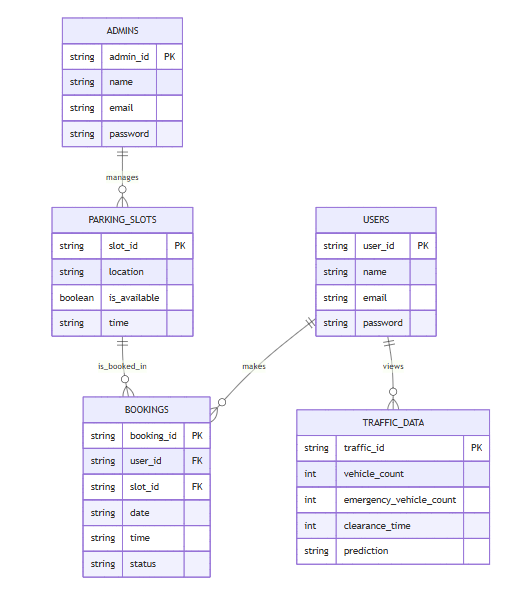 ADMINS
string admin_id PK
string name
string email
string password
manages
PARKING_SLOTS
string slot_id PK
string location
boolean is_available
string time
USERS
string user_id PK
string name
string email
string password
is_booked_in
makes
views
BOOKINGS
string booking_id PK
string user_id FK
string slot_id FK
string date
string time
string status
TRAFFIC_DATA
string traffic_id PK
int vehicle_count
int emergency_vehicle_count
int clearance_time
string prediction